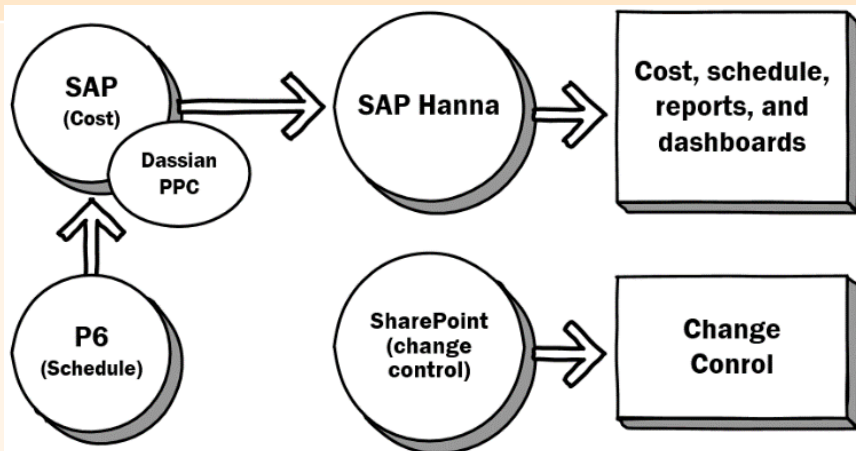 SAP
(Cost)
Dassian
PPC
SAP Hanna
Cost, schedule,
reports, and
dashboards
P6
(Schedule)
SharePoint
(change
control)
Change
Conrol